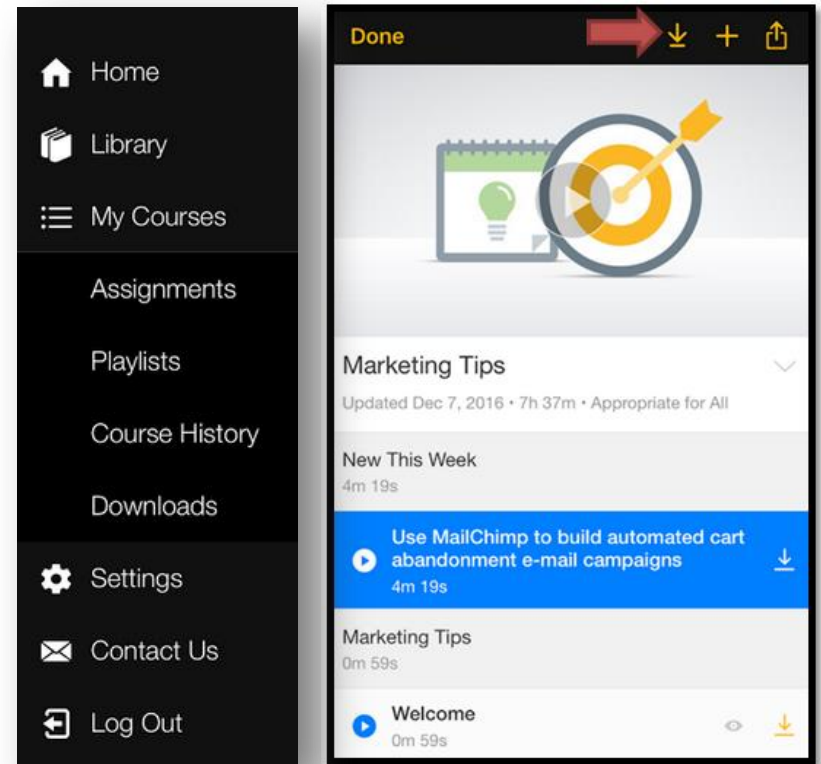 Home
Library
My Courses
Assignments
Playlists
Course History
Downloads
Settings
Contact Us
Log Out
Done
Marketing Tips
Updated Dec 7, 2016 • 7h 37m • Appropriate for All
New This Week
4m 19s
Use MailChimp to build automated cart
abandonment e-mail campaigns
4m 19s
Marketing Tips
0m 59s
Welcome
0m 59s